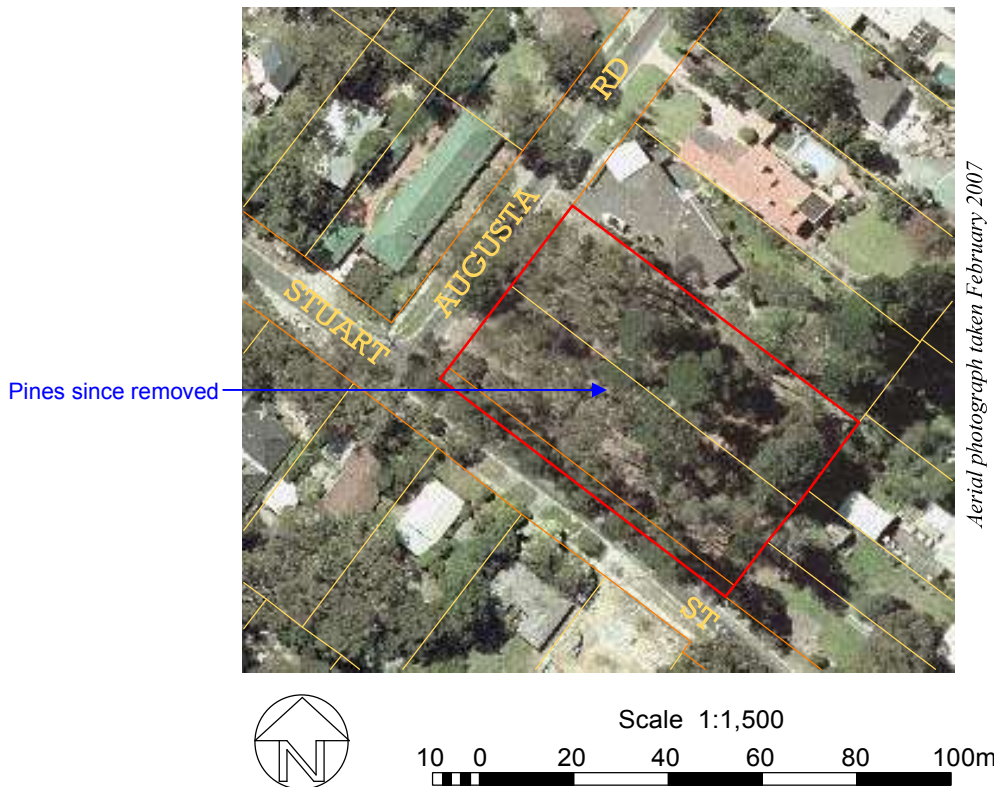 RD
AUGUSTA
STUART
Pines since removed
ST
Aerial photograph taken February 2007
N
Scale 1:1,500
10 0 20 40 60 80 100m